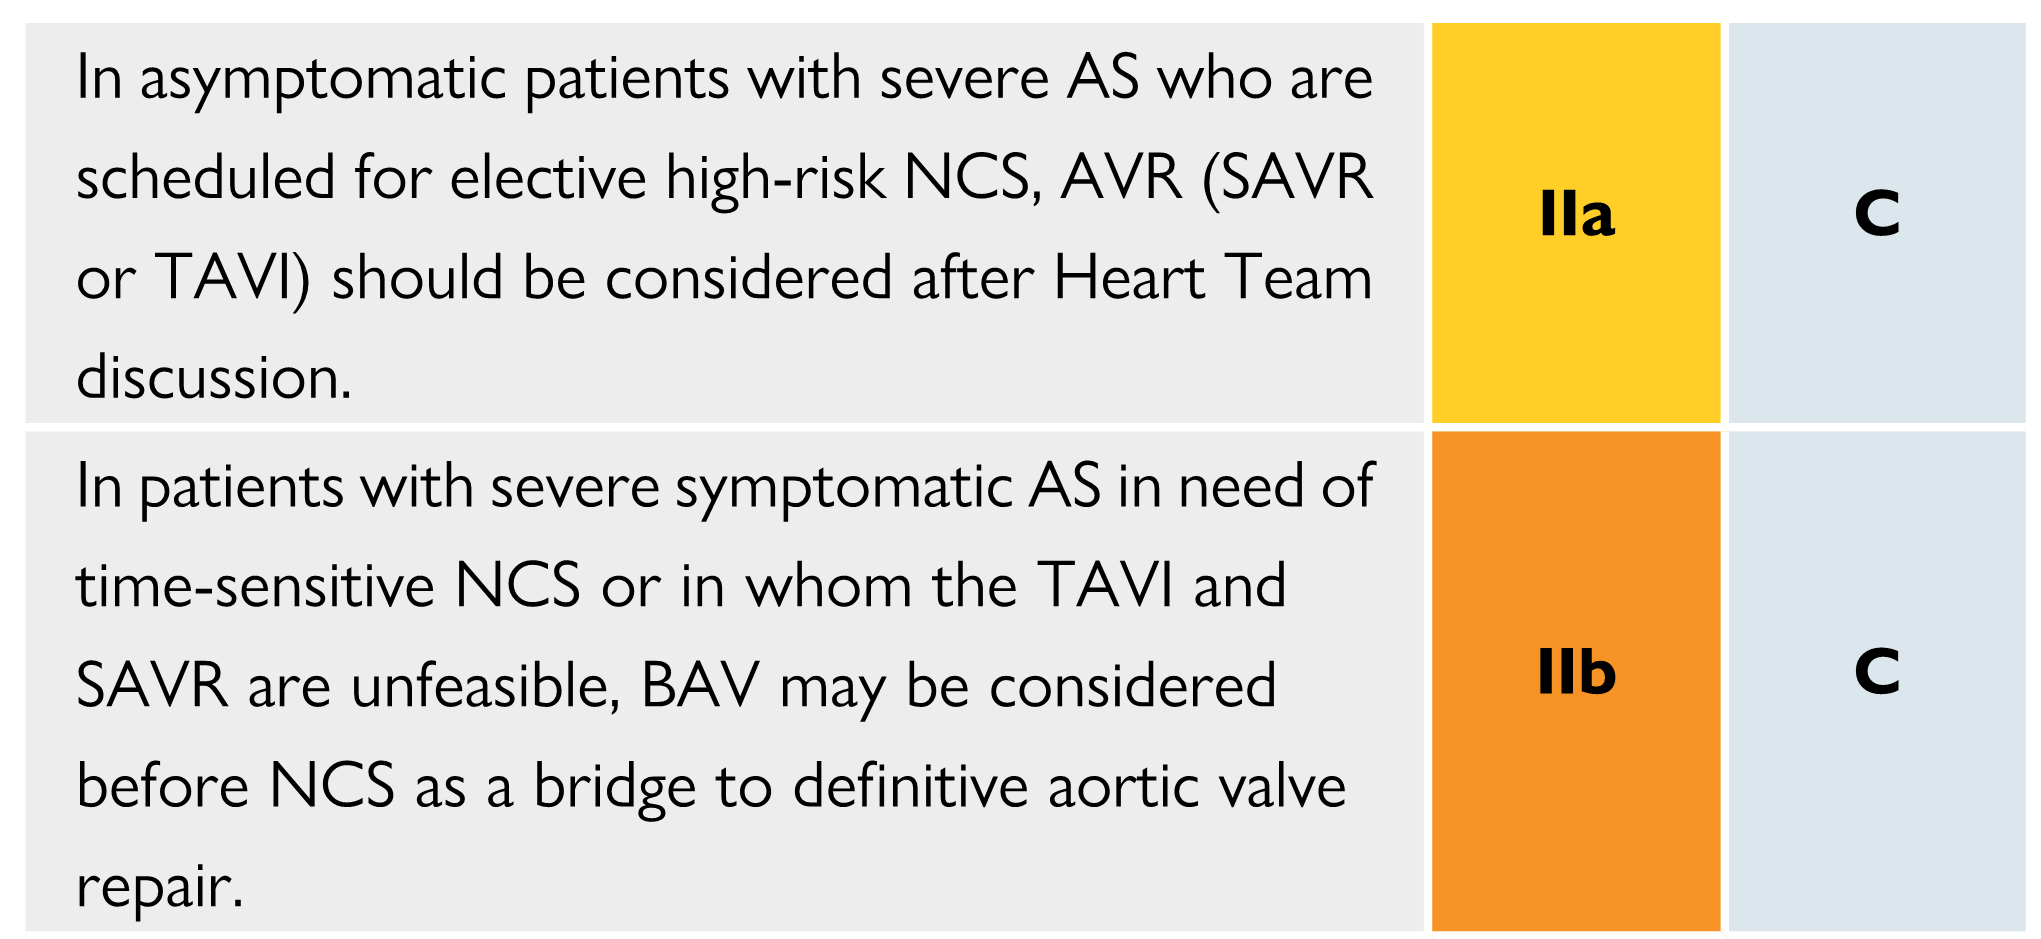 In asymptomatic patients with severe AS who are
scheduled for elective high-risk NCS, AVR (SAVR
or TAVI) should be considered after Heart Team
discussion.
IIa
C
In patients with severe symptomatic AS in need of
time-sensitive NCS or in whom the TAVI and
SAVR are unfeasible, BAV may be considered
before NCS as a bridge to definitive aortic valve
repair.
IIb
C